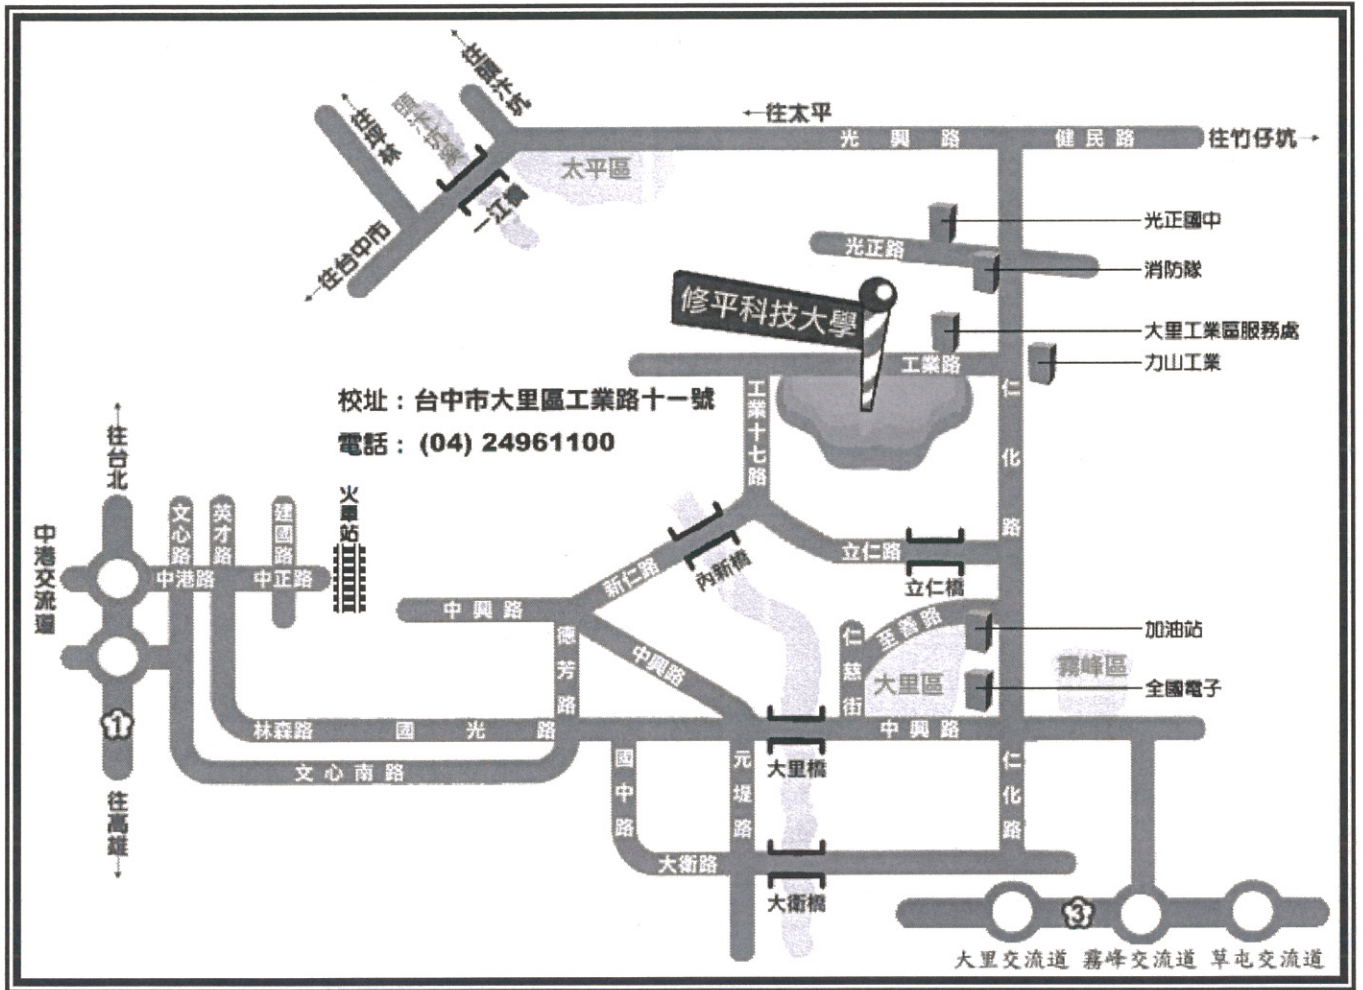 往頭汴坑
往坪林
頭汴坑溪
一江橋
往台中市
太平區
←往太平
光興路
健民路
往竹仔坑→
光正國中
光正路
消防隊
修平科技大學
大里工業區服務處
工業路
力山工業
校址：台中市大里區工業路十一號
電話：(04) 24961100
工業十七路
仁化路
往台北
中港交流道
文心路
英才路
建國路
火車站
中港路
中正路
新仁路
內新橋
立仁路
立仁橋
中興路
德芳路
中興路
仁慈街
至善路
加油站
大里區
霧峰區
全國電子
1
林森路
國光路
中興路
文心南路
國中路
元堤路
大里橋
仁化路
往高雄
大衛路
大衛橋
3
大里交流道
霧峰交流道
草屯交流道